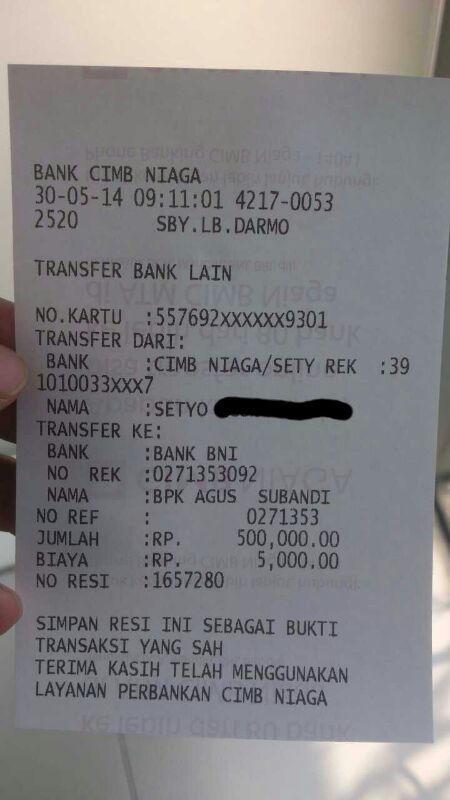 BANK CIMB NIAGA
30-05-14 09:11:01 4217-0053
2520 SBY.LB.DARMO
TRANSFER BANK LAIN
NO.KARTU :557692XXXXXX9301
TRANSFER DARI:
BANK :CIMB NIAGA/SETY REK :39
1010033XXX7
NAMA :SETYO
TRANSFER KE:
BANK :BANK BNI
NO REK :0271353092
NAMA :BPK AGUS SUBANDI
NO REF : 0271353
JUMLAH :RP. 500,000.00
BIAYA :RP. 5,000.00
NO RESI :1657280
SIMPAN RESI INI SEBAGAI BUKTI
TRANSAKSI YANG SAH
TERIMA KASIH TELAH MENGGUNAKAN
LAYANAN PERBANKAN CIMB NIAGA